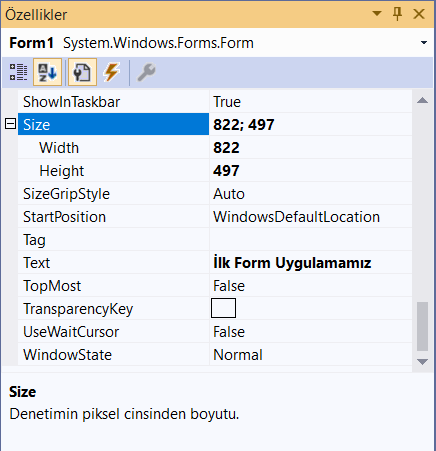 Özellikler
Form1 System.Windows.Forms.Form
ShowInTaskbar True
Size 822; 497
Width 822
Height 497
SizeGripStyle Auto
StartPosition WindowsDefaultLocation
Tag
Text İlk Form Uygulamamız
TopMost False
TransparencyKey
UseWaitCursor False
WindowState Normal
Size
Denetimin piksel cinsinden boyutu.